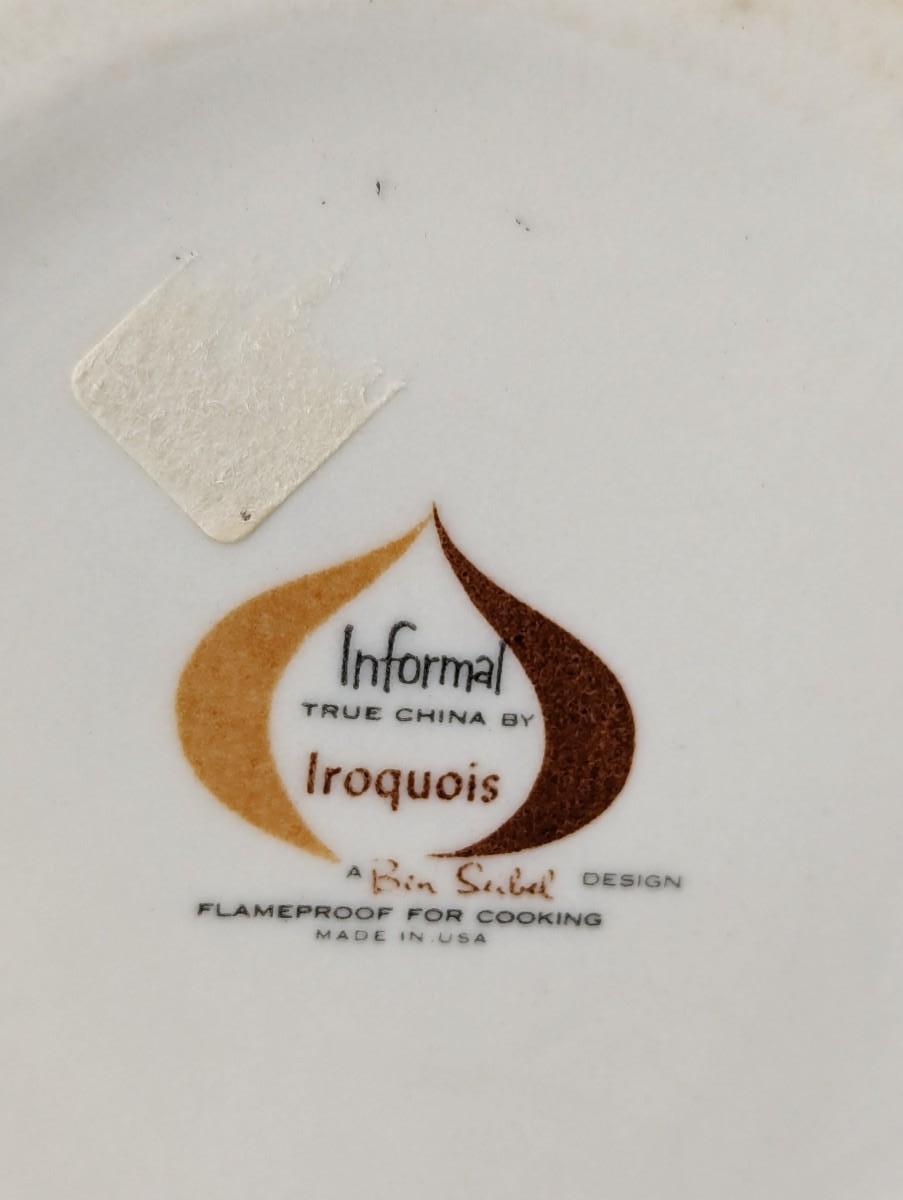 Informal
TRUE CHINA BY
Iroquois
A Ben Seibel DESIGN
FLAMEPROOF FOR COOKING
MADE IN USA